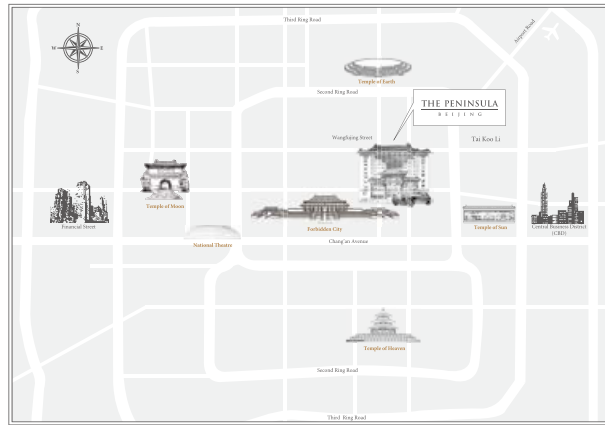 Third Ring Road
Airport Road
N
W
E
S
Temple of Earth
Second Ring Road
THE PENINSULA
BEIJING
Wangfujing Street
Tai Koo Li
Temple of Moon
Financial Street
Forbidden City
Temple of Sun
Central Business District
(CBD)
National Theatre
Chang'an Avenue
Temple of Heaven
Second Ring Road
Third Ring Road